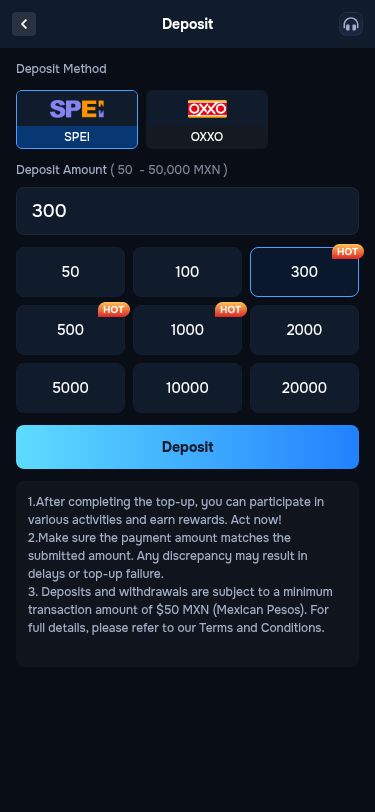 Deposit
Deposit Method
SPEI
OXXO
SPEI
OXXO
Deposit Amount ( 50 - 50,000 MXN )
300
HOT
50
100
300
HOT
HOT
500
1000
2000
5000
10000
20000
Deposit
1.After completing the top-up, you can participate in
various activities and earn rewards. Act now!
2.Make sure the payment amount matches the
submitted amount. Any discrepancy may result in
delays or top-up failure.
3. Deposits and withdrawals are subject to a minimum
transaction amount of $50 MXN (Mexican Pesos). For
full details, please refer to our Terms and Conditions.